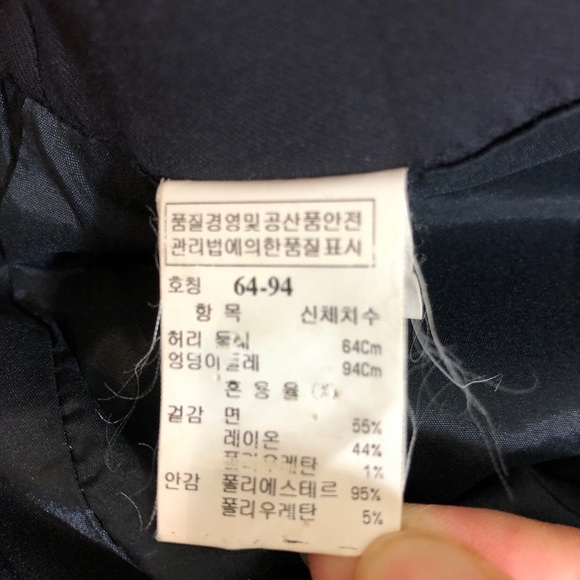 품질경영및공산품안전
관리법에의한품질표시
호칭 64-94
항 목 신체치수
허리 둘레 64Cm
엉덩이둘레 94Cm
혼 용 율 (%)
겉감 면 55%
레이온 44%
폴리우레탄 1%
안감 폴리에스테르 95%
폴리우레탄 5%